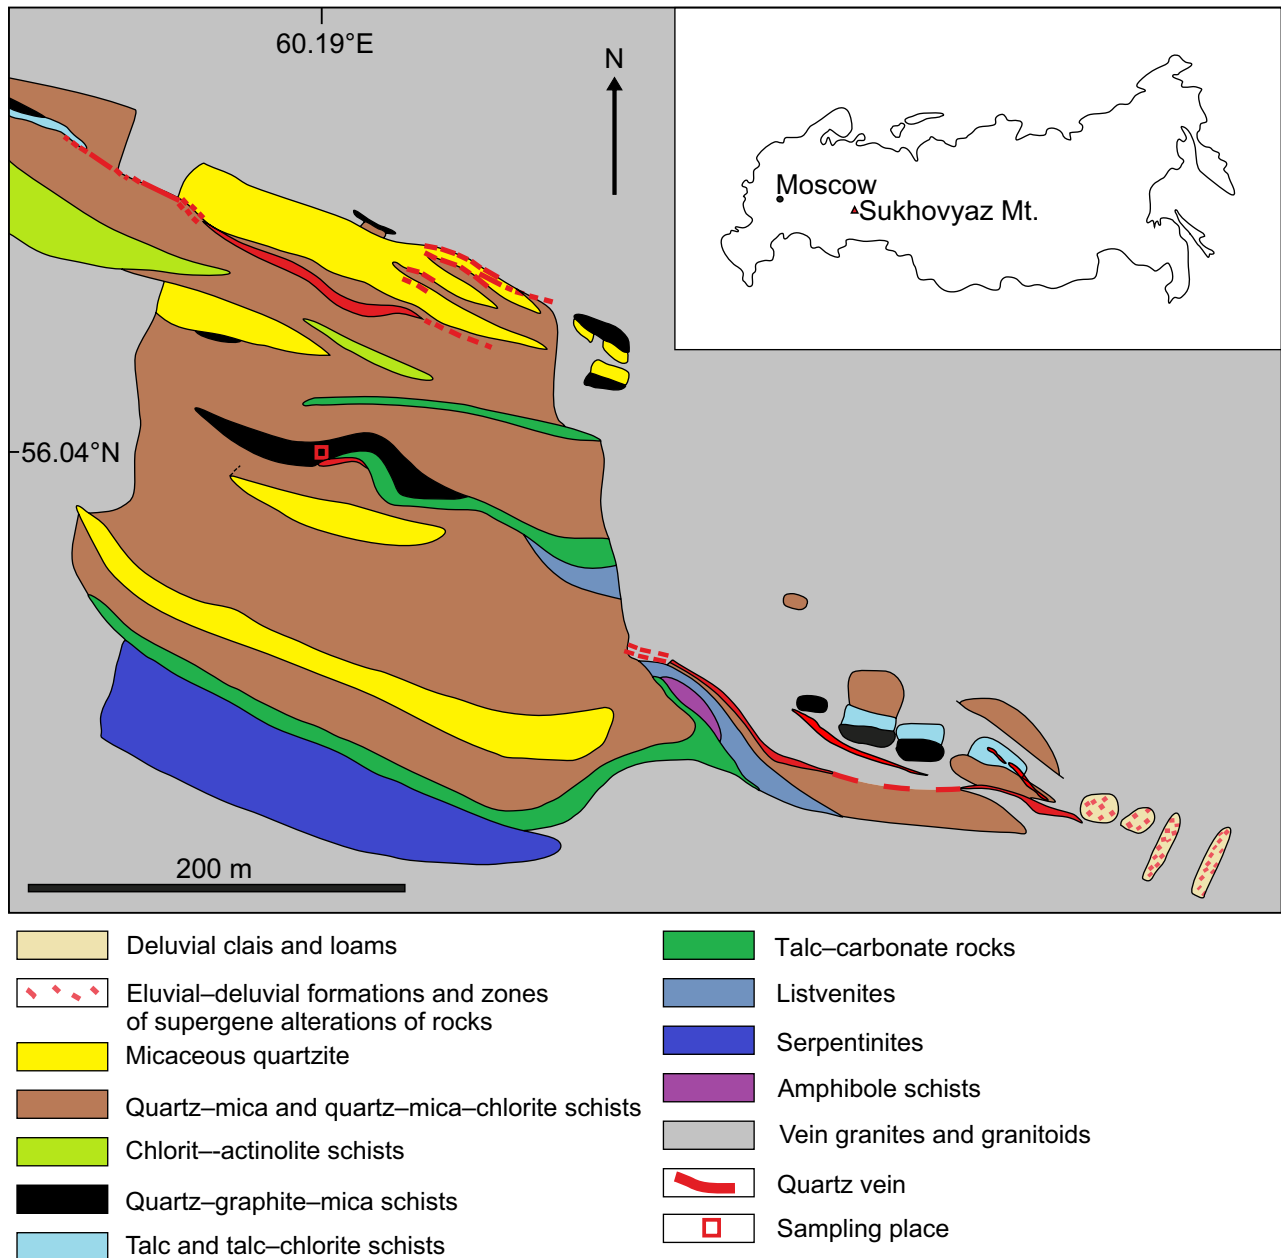 60.19°E
N
Moscow
Sukhovyaz Mt.
56.04°N
200 m
Deluvial clais and loams
Eluvial–deluvial formations and zones
of supergene alterations of rocks
Micaceous quartzite
Quartz–mica and quartz–mica–chlorite schists
Chlorit–-actinolite schists
Quartz–graphite–mica schists
Talc and talc–chlorite schists
Talc–carbonate rocks
Listvenites
Serpentinites
Amphibole schists
Vein granites and granitoids
Quartz vein
Sampling place